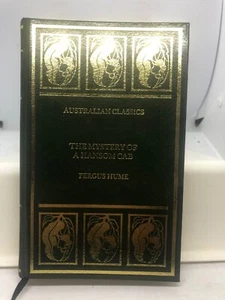 AUSTRALIAN CLASSICS
THE MYSTERY OF
A HANSOM CAB
FERGUS HUME